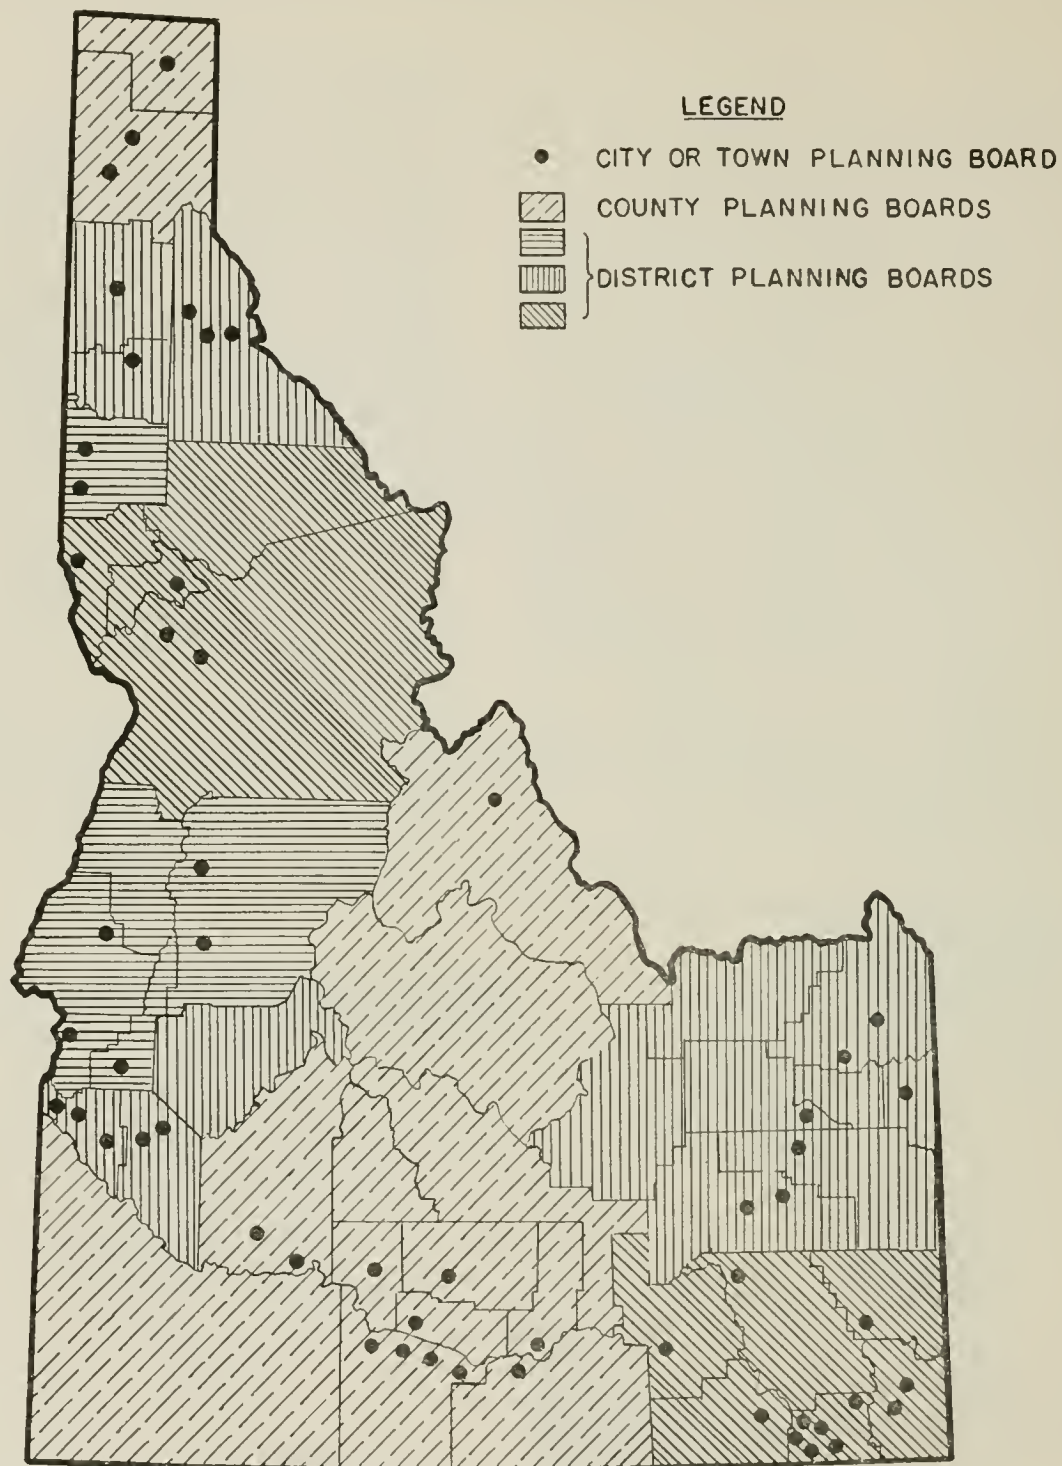 LEGEND
CITY OR TOWN PLANNING BOARD
COUNTY PLANNING BOARDS
DISTRICT PLANNING BOARDS